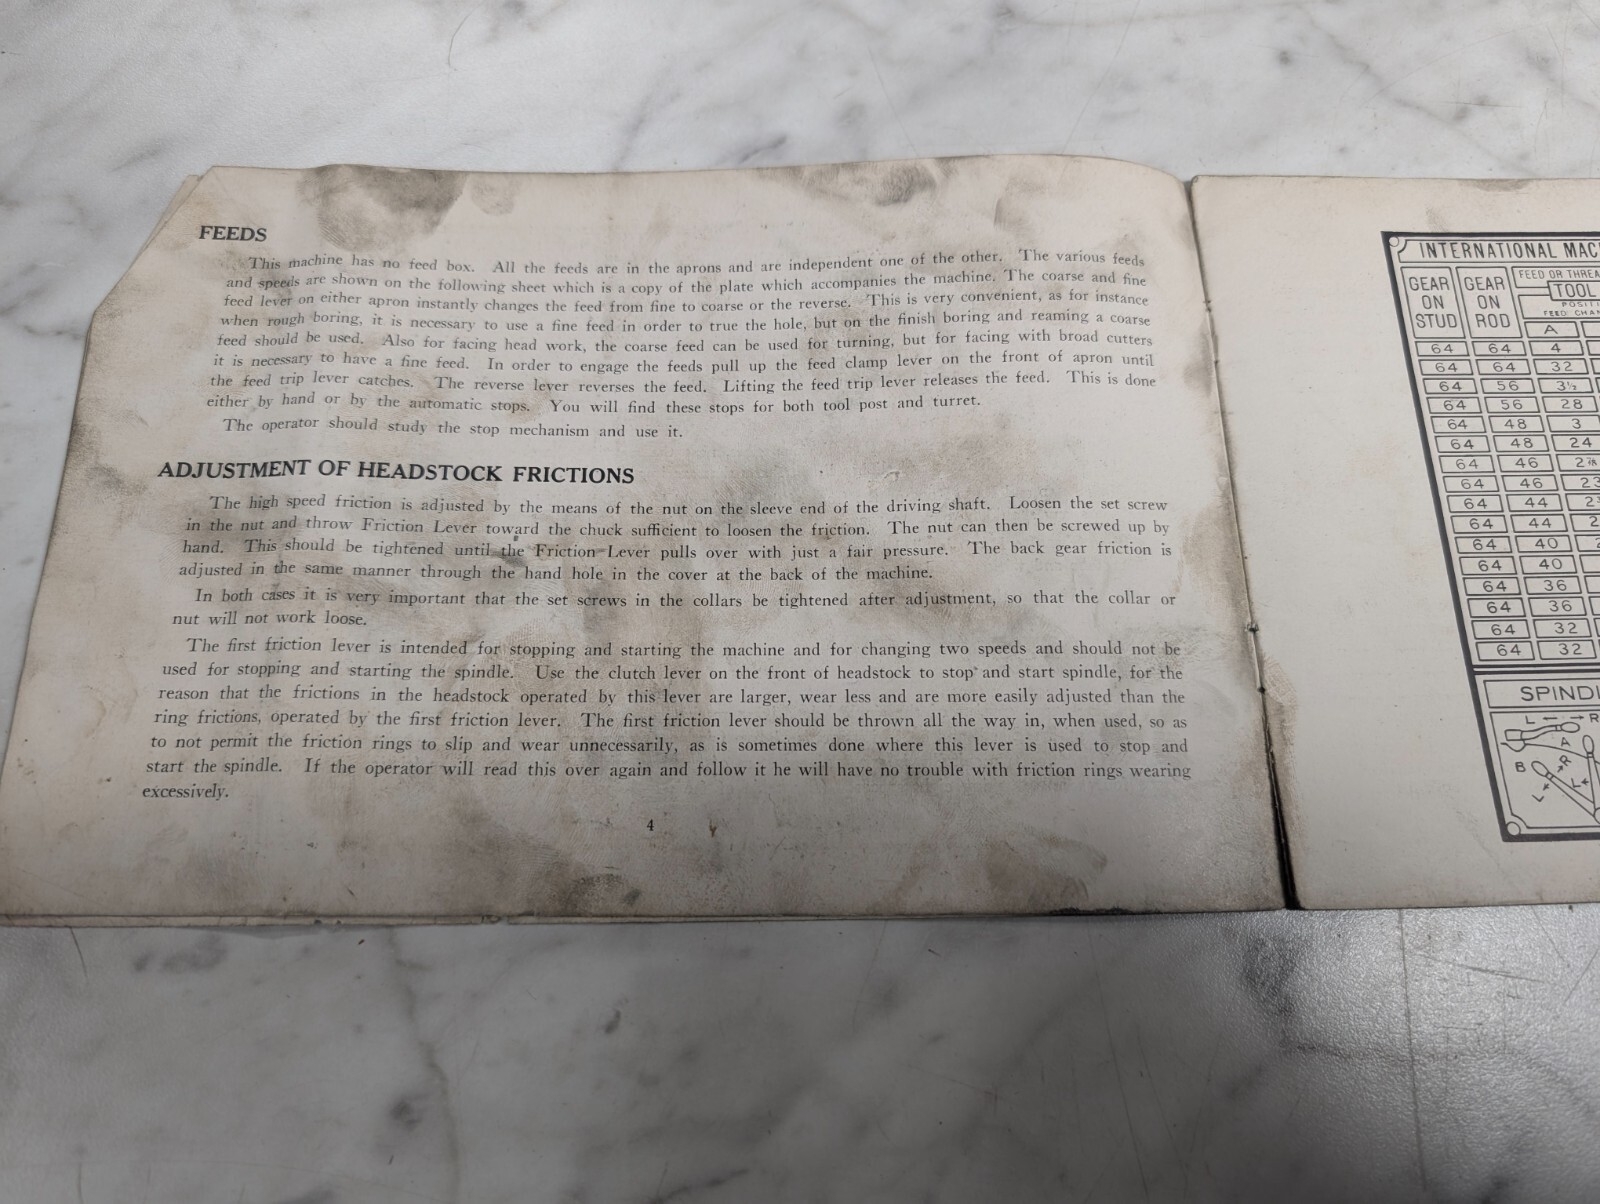 FEEDS
This machine has no feed box. All the feeds are in the aprons and are independent one of the other. The various feeds
and speeds are shown on the following sheet which is a copy of the plate which accompanies the machine. The coarse and fine
feed lever on either apron instantly changes the feed from fine to coarse or the reverse. This is very convenient, as for instance
when rough boring, it is necessary to use a fine feed in order to true the hole, but on the finish boring and reaming a coarse
feed should be used. Also for facing head work, the coarse feed can be used for turning, but for facing with broad cutters
it is necessary to have a fine feed. In order to engage the feeds pull up the feed clamp lever on the front of apron until
the feed trip lever catches. The reverse lever reverses the feed. Lifting the feed trip lever releases the feed. This is done
either by hand or by the automatic stops. You will find these stops for both tool post and turret.
The operator should study the stop mechanism and use it.
ADJUSTMENT OF HEADSTOCK FRICTIONS
The high speed friction is adjusted by the means of the nut on the sleeve end of the driving shaft. Loosen the set screw
in the nut and throw Friction Lever toward the chuck sufficient to loosen the friction. The nut can then be screwed up by
hand. This should be tightened until the Friction Lever pulls over with just a fair pressure. The back gear friction is
adjusted in the same manner through the hand hole in the cover at the back of the machine.
In both cases it is very important that the set screws in the collars be tightened after adjustment, so that the collar or
nut will not work loose.
The first friction lever is intended for stopping and starting the machine and for changing two speeds and should not be
used for stopping and starting the spindle. Use the clutch lever on the front of headstock to stop and start spindle, for the
reason that the frictions in the headstock operated by this lever are larger, wear less and are more easily adjusted than the
ring frictions, operated by the first friction lever. The first friction lever should be thrown all the way in, when used, so as
to not permit the friction rings to slip and wear unnecessarily, as is sometimes done where this lever is used to stop and
start the spindle. If the operator will read this over again and follow it he will have no trouble with friction rings wearing
excessively.
4
INTERNATIONAL MAC
GEAR ON STUD GEAR ON ROD FEED OR THREA
TOOL
POSITI
FEED CHAN
A
64 64 4
64 64 32
64 56 3½
64 56 28
64 48 3
64 48 24
64 46 2
64 46 23
64 44 2
64 44 2
64 40 2
64 40
64 36
64 36
64 32
64 32
SPINDL
L R
A
B R
L L